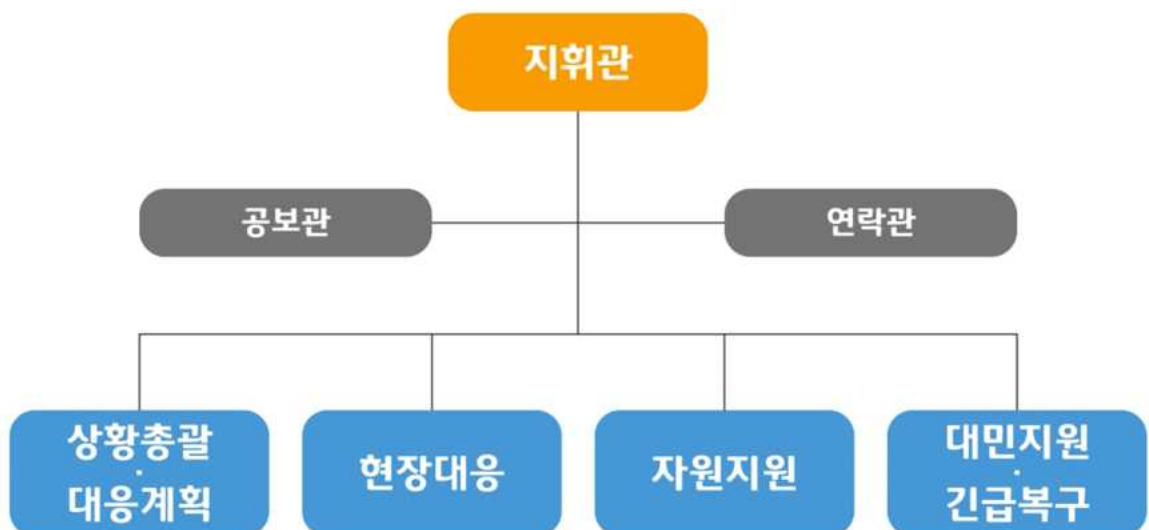 지휘관
공보관
연락관
상황총괄
·
대응계획
현장대응
자원지원
대민지원
·
긴급복구